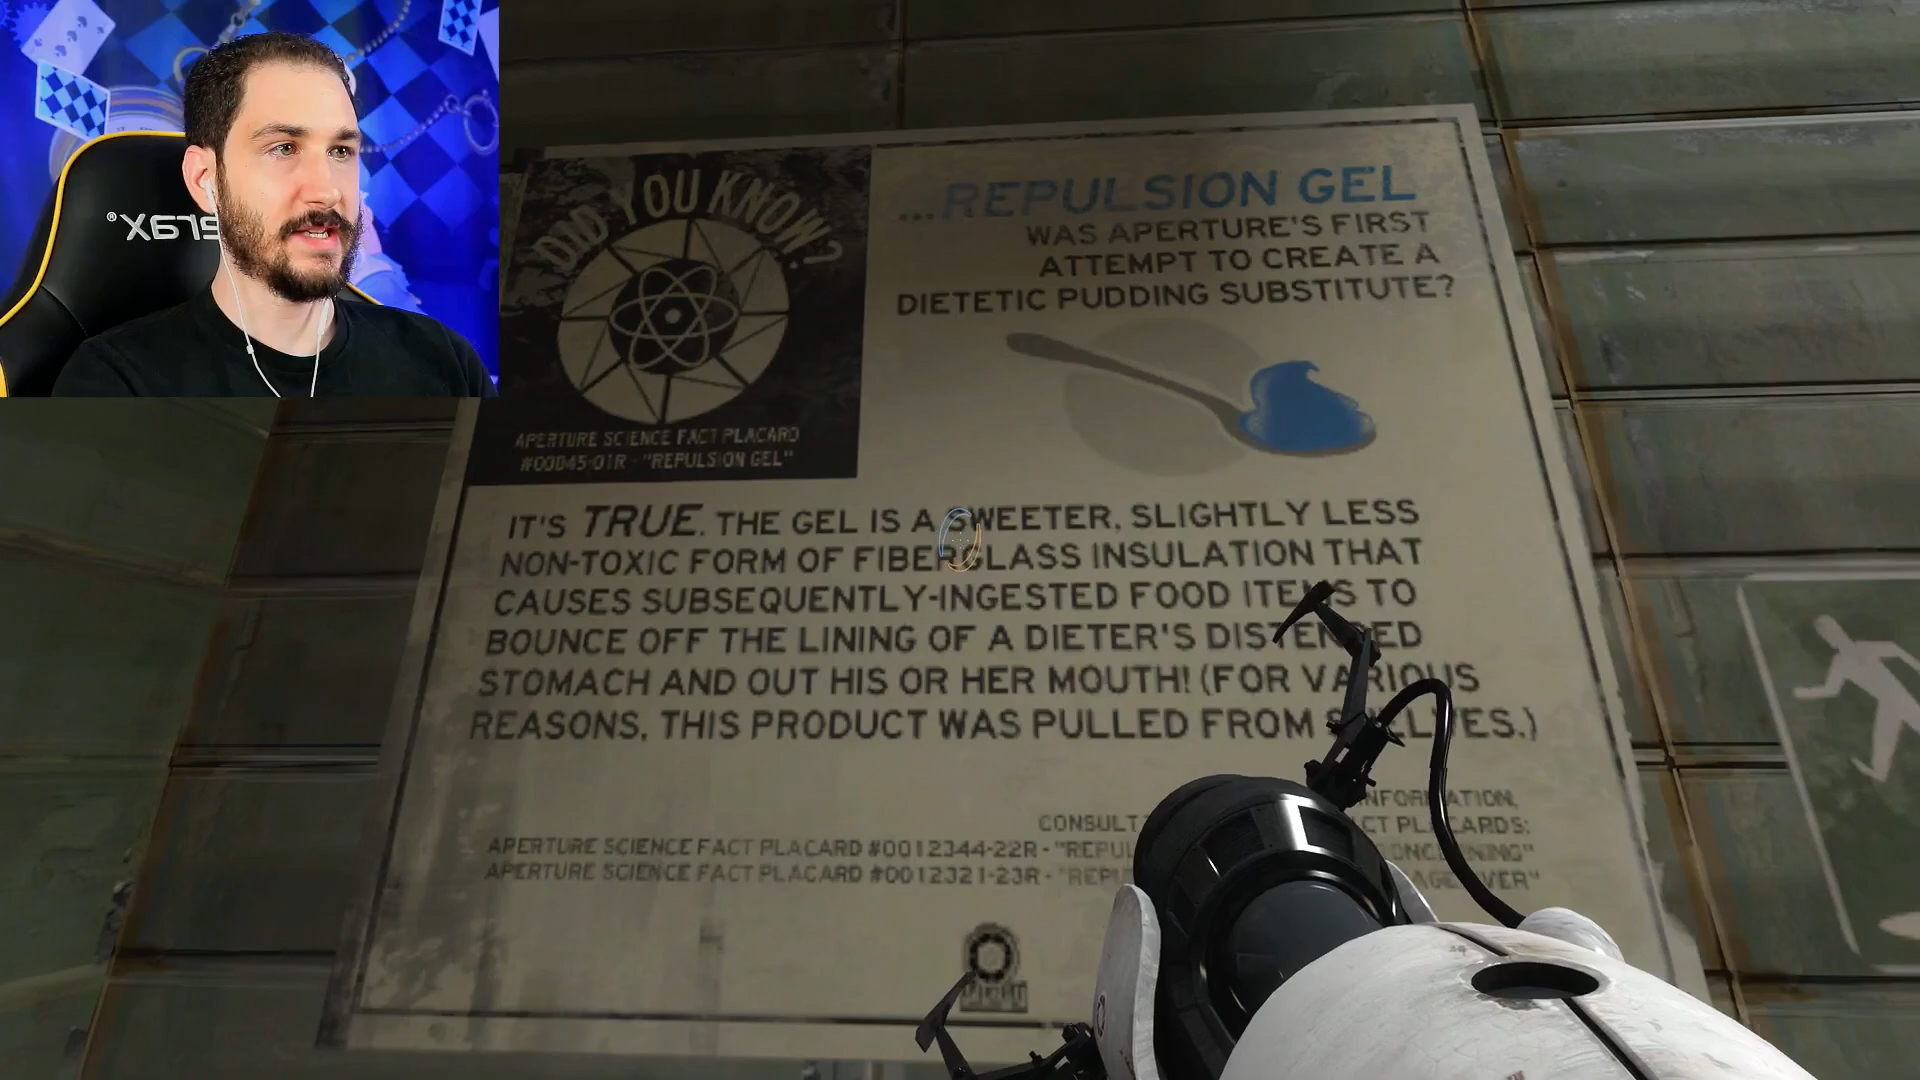 XGRAX®
DID YOU KNOW?
APERTURE SCIENCE FACT PLACARD
#00045-01R - "REPULSION GEL"
...REPULSION GEL
WAS APERTURE'S FIRST
ATTEMPT TO CREATE A
DIETETIC PUDDING SUBSTITUTE?
IT'S TRUE. THE GEL IS A SWEETER, SLIGHTLY LESS
NON-TOXIC FORM OF FIBERGLASS INSULATION THAT
CAUSES SUBSEQUENTLY-INGESTED FOOD ITEMS TO
BOUNCE OFF THE LINING OF A DIETER'S DISTENDED
STOMACH AND OUT HIS OR HER MOUTH! (FOR VARIOUS
REASONS, THIS PRODUCT WAS PULLED FROM SHELVES.)
INFORMATION,
CONSULT PLACARDS:
APERTURE SCIENCE FACT PLACARD #0012344-22R - "REPUL ONCERNING"
APERTURE SCIENCE FACT PLACARD #0012321-23R - "REPU